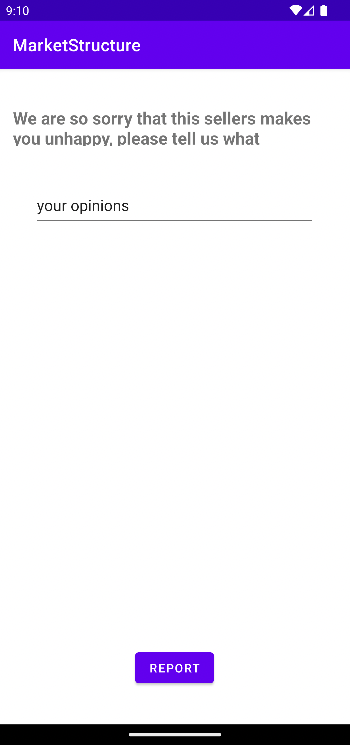 9:10
MarketStructure
We are so sorry that this sellers makes
you unhappy, please tell us what
your opinions
REPORT